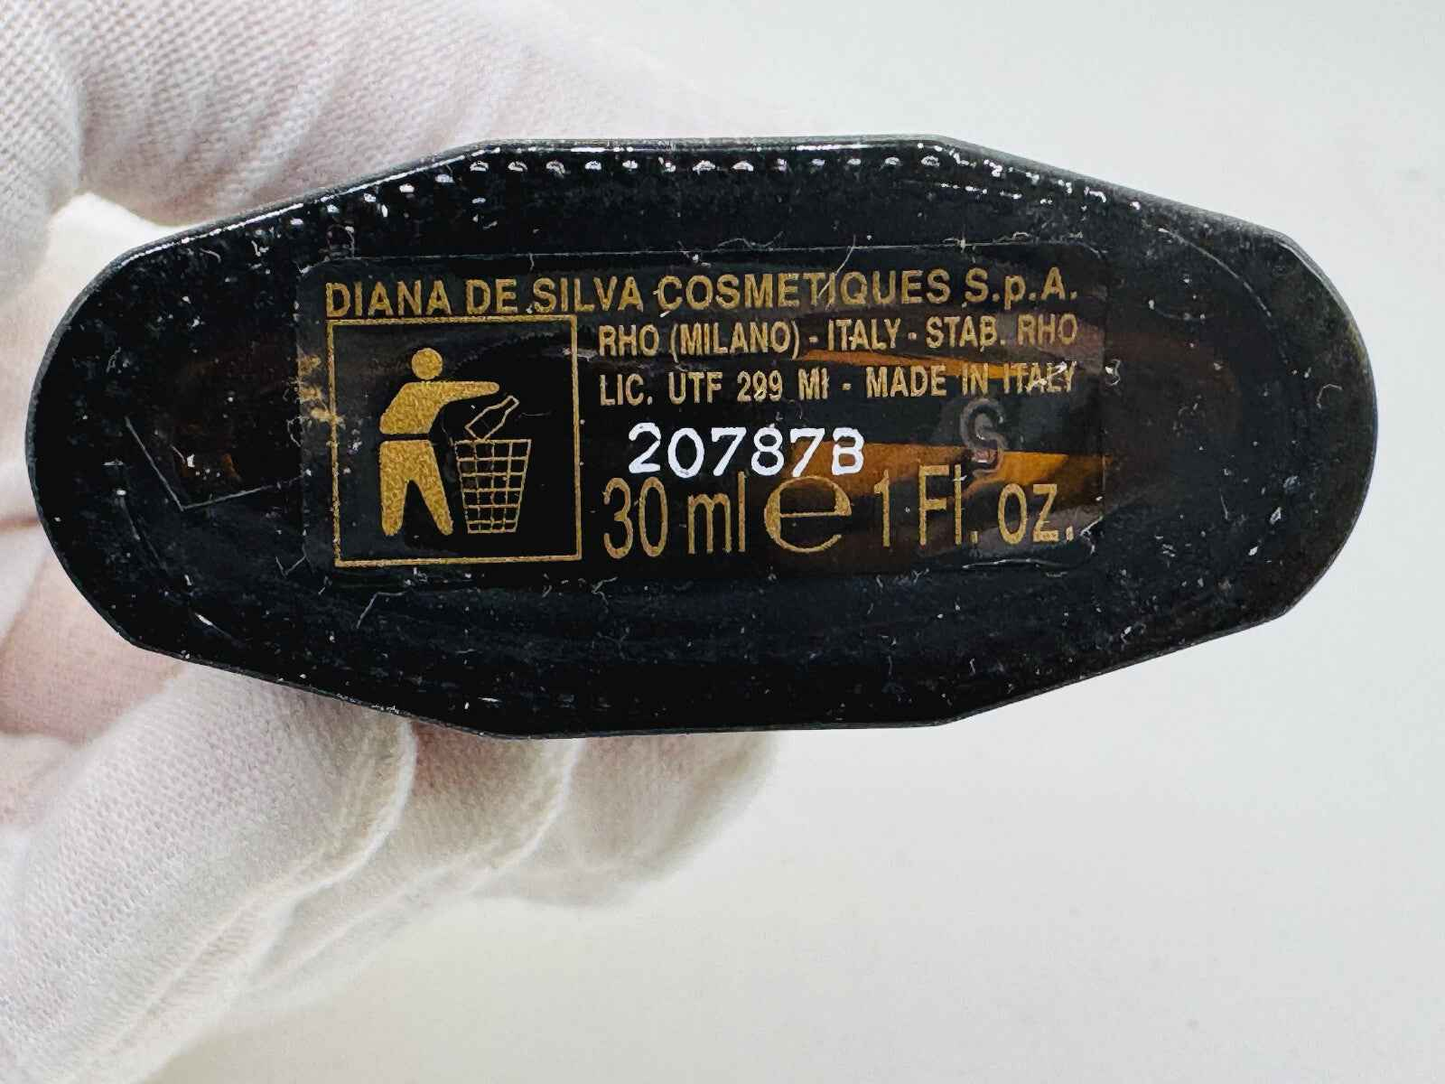 DIANA DE SILVA COSMETIQUES S.p.A.
RHO (MILANO) - ITALY - STAB. RHO
LIC. UTF 299 MI - MADE IN ITALY
20787B
S
30 ml e 1 Fl. oz.